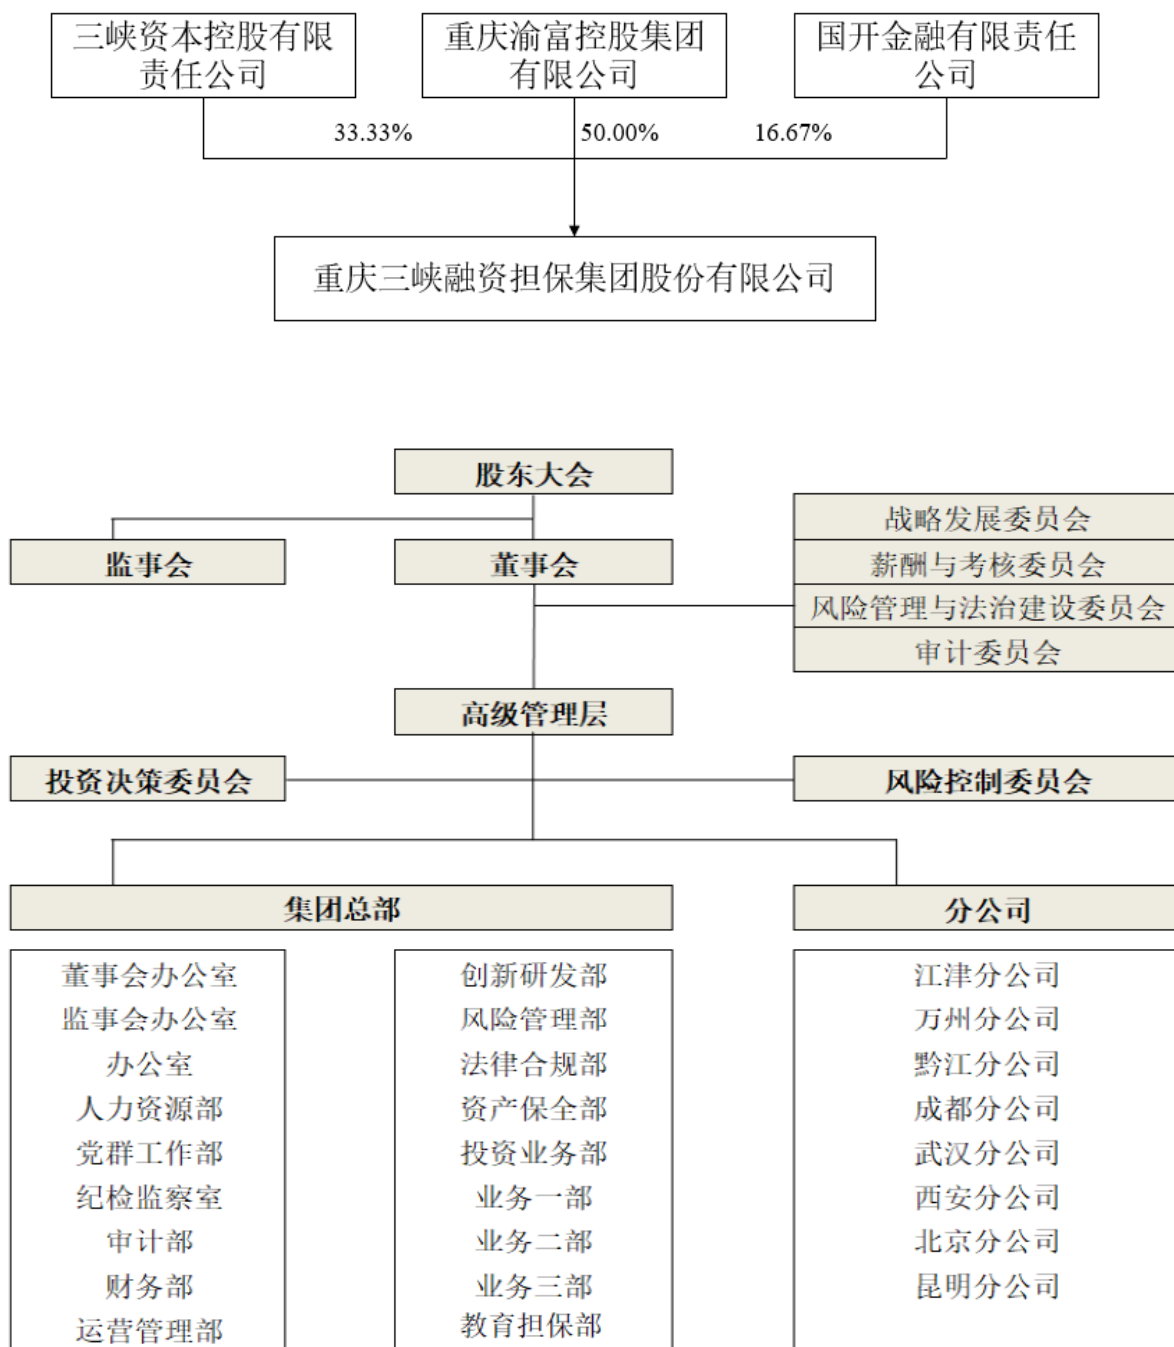 三峡资本控股有限
责任公司
重庆渝富控股集团
有限公司
国开金融有限责任
公司
33.33%
50.00%
16.67%
重庆三峡融资担保集团股份有限公司
股东大会
监事会
董事会
战略发展委员会
薪酬与考核委员会
风险管理与法治建设委员会
审计委员会
高级管理层
投资决策委员会
风险控制委员会
集团总部
分公司
董事会办公室
监事会办公室
办公室
人力资源部
党群工作部
纪检监察室
审计部
财务部
运营管理部
创新研发部
风险管理部
法律合规部
资产保全部
投资业务部
业务一部
业务二部
业务三部
教育担保部
江津分公司
万州分公司
黔江分公司
成都分公司
武汉分公司
西安分公司
北京分公司
昆明分公司